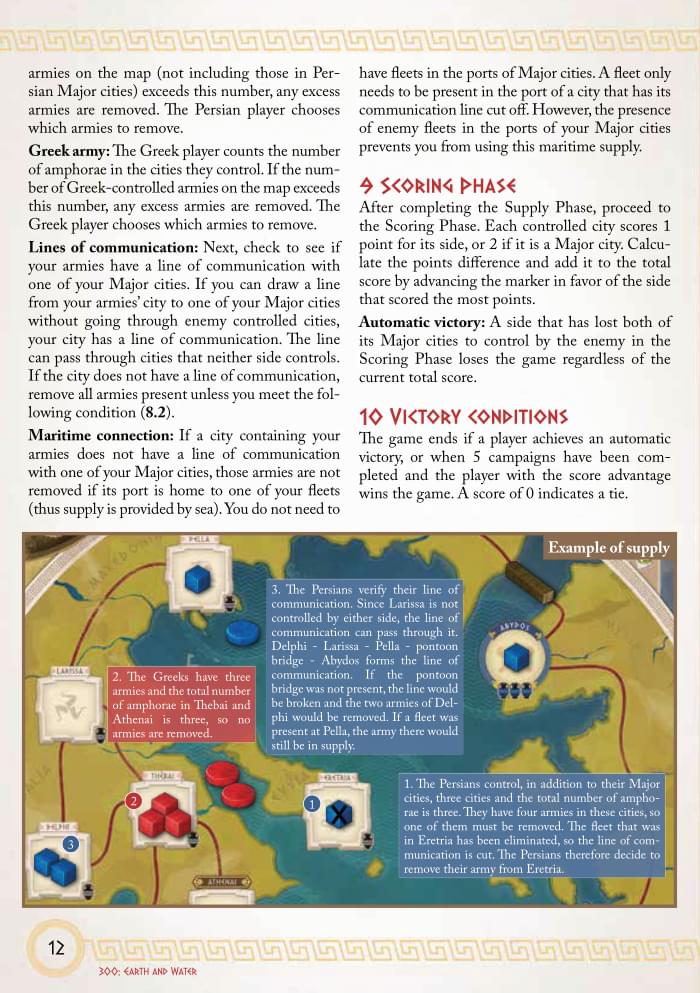 armies on the map (not including those in Per-
sian Major cities) exceeds this number, any excess
armies are removed. The Persian player chooses
which armies to remove.
Greek army: The Greek player counts the number
of amphorae in the cities they control. If the num-
ber of Greek-controlled armies on the map exceeds
this number, any excess armies are removed. The
Greek player chooses which armies to remove.
Lines of communication: Next, check to see if
your armies have a line of communication with
one of your Major cities. If you can draw a line
from your armies' city to one of your Major cities
without going through enemy controlled cities,
your city has a line of communication. The line
can pass through cities that neither side controls.
If the city does not have a line of communication,
remove all armies present unless you meet the fol-
lowing condition (8.2).
Maritime connection: If a city containing your
armies does not have a line of communication
with one of your Major cities, those armies are not
removed if its port is home to one of your fleets
(thus supply is provided by sea). You do not need to
have fleets in the ports of Major cities. A fleet only
needs to be present in the port of a city that has its
communication line cut off. However, the presence
of enemy fleets in the ports of your Major cities
prevents you from using this maritime supply.
9 Scoring Phase
After completing the Supply Phase, proceed to
the Scoring Phase. Each controlled city scores 1
point for its side, or 2 if it is a Major city. Calcu-
late the points difference and add it to the total
score by advancing the marker in favor of the side
that scored the most points.
Automatic victory: A side that has lost both of
its Major cities to control by the enemy in the
Scoring Phase loses the game regardless of the
current total score.
10 Victory conditions
The game ends if a player achieves an automatic
victory, or when 5 campaigns have been com-
pleted and the player with the score advantage
wins the game. A score of 0 indicates a tie.
Example of supply
PELLA
MAKEDONIA
ABYDOS
LARISSA
3. The Persians verify their line of
communication. Since Larissa is not
controlled by either side, the line of
communication can pass through it.
Delphi - Larissa - Pella - pontoon
bridge - Abydos forms the line of
communication. If the pontoon
bridge was not present, the line would
be broken and the two armies of Del-
phi would be removed. If a fleet was
present at Pella, the army there would
still be in supply.
2. The Greeks have three
armies and the total number
of amphorae in Thebai and
Athenai is three, so no
armies are removed.
THEBAI
2
ERETRIA
1
1. The Persians control, in addition to their Major
cities, three cities and the total number of ampho-
rae is three. They have four armies in these cities, so
one of them must be removed. The fleet that was
in Eretria has been eliminated, so the line of com-
munication is cut. The Persians therefore decide to
remove their army from Eretria.
DELPHI
3
ATHENAI
12
300: Earth and Water